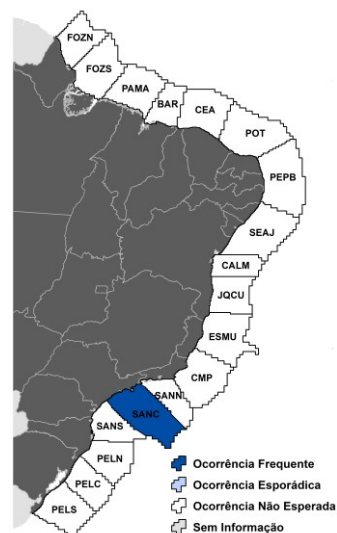 FOZN
FOZS
PAMA
BAR
CEA
POT
PEPB
SEAJ
CALM
JQCU
ESMU
CMP
SANN
SANC
SANS
PELN
PELC
PELS
Ocorrência Frequente
Ocorrência Esporádica
Ocorrência Não Esperada
Sem Informação